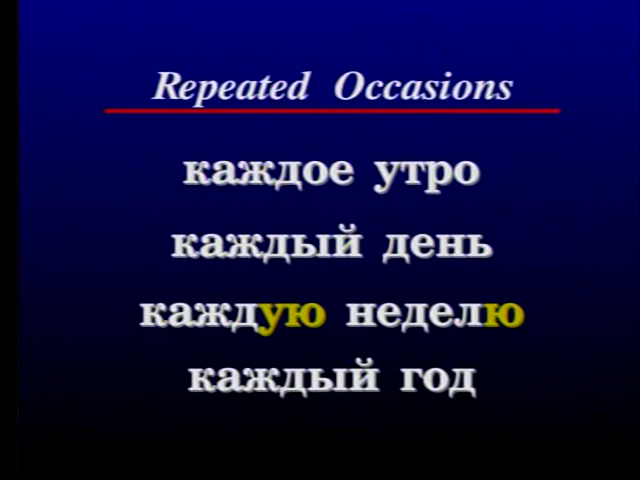 Repeated Occasions
каждое утро
каждый день
каждую неделю
каждый год